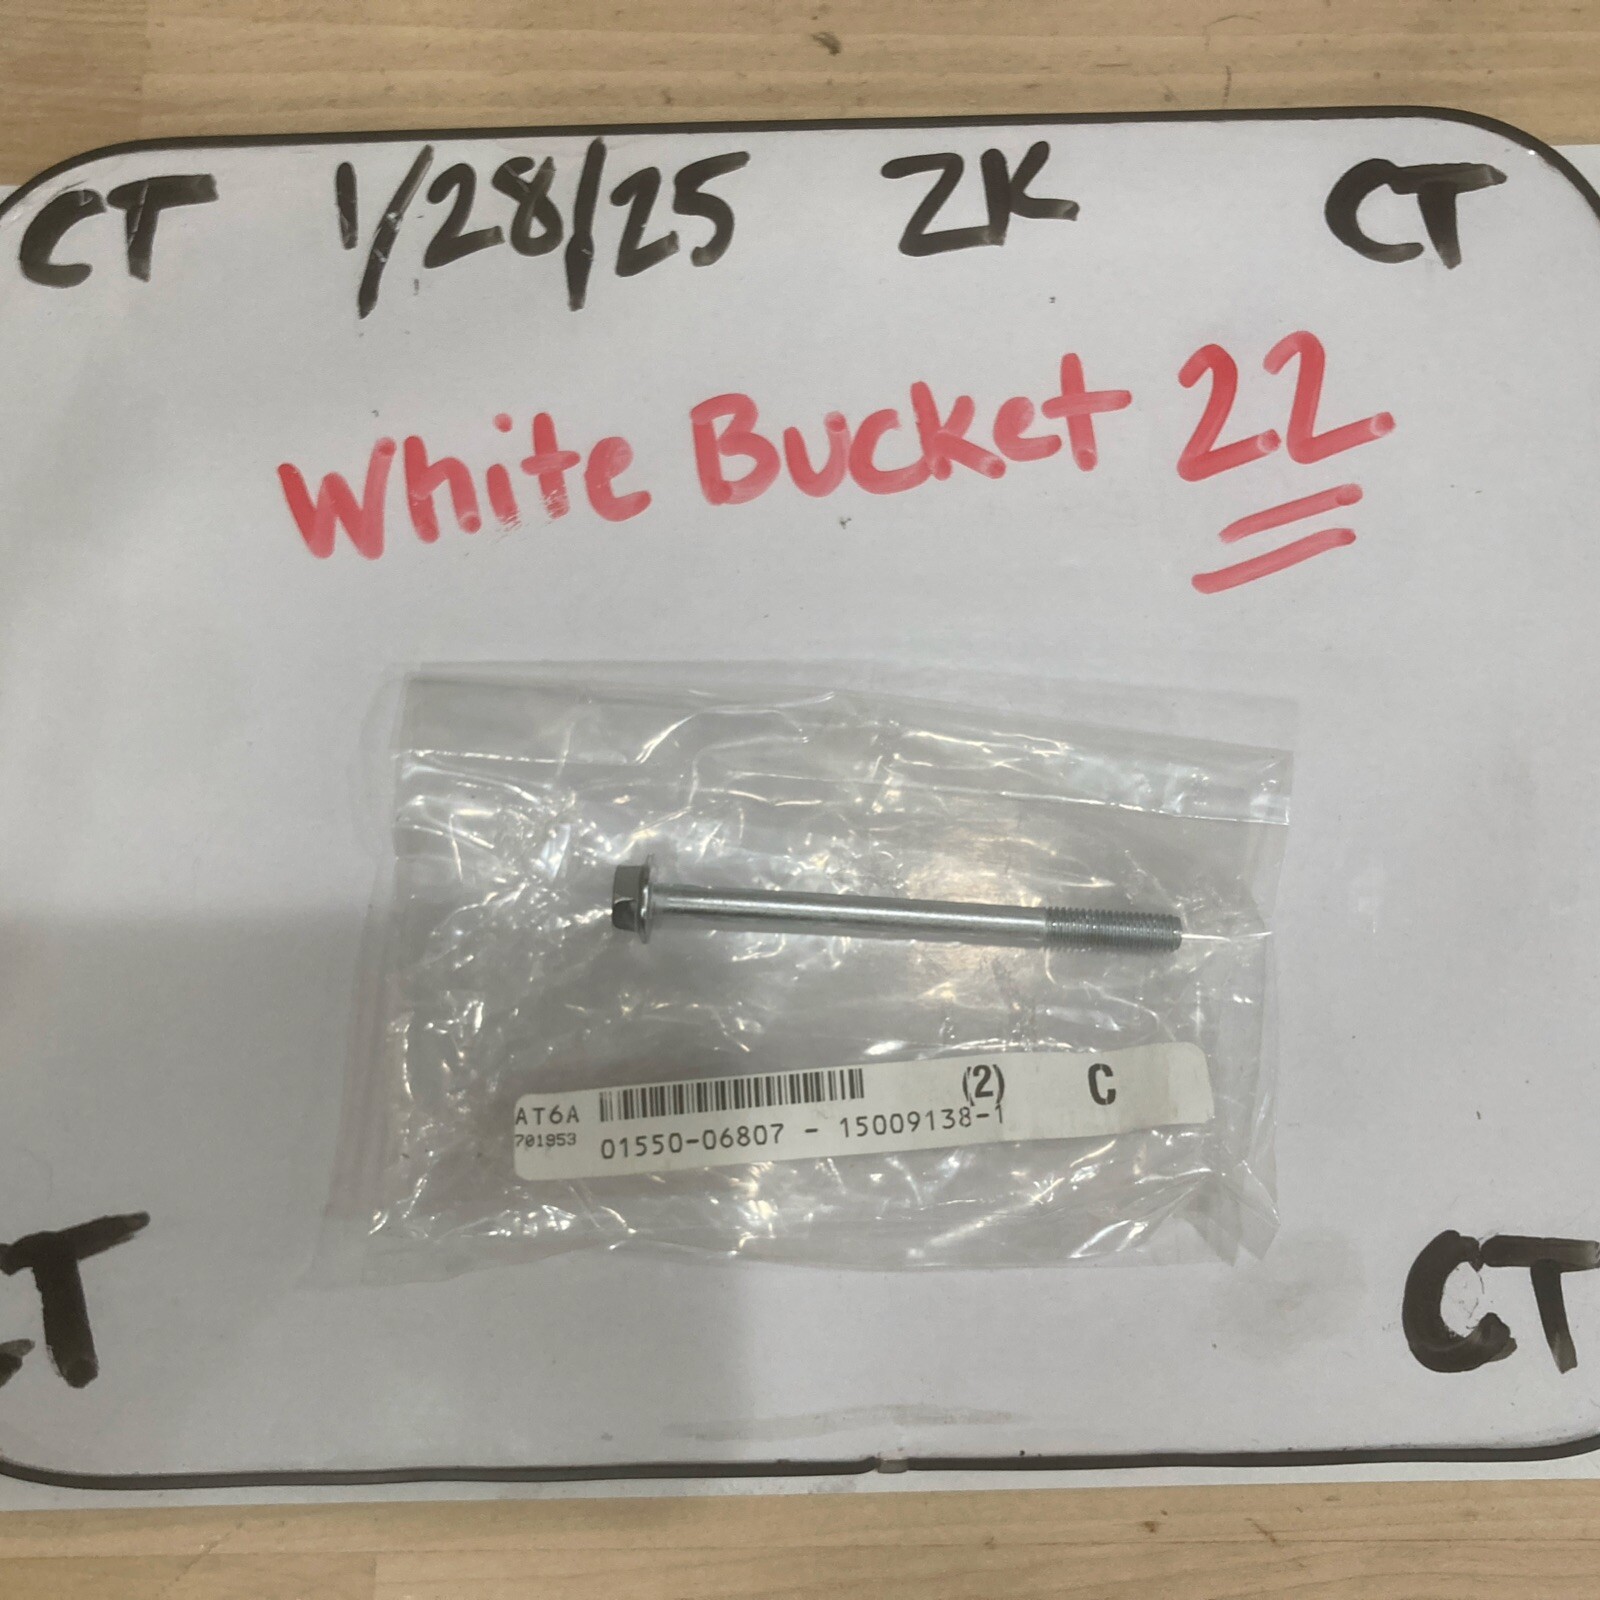 CT 1/28/25 ZK CT
White Bucket 22
AT6A (2) C
701953 01550-06807 - 15009138-1
CT CT